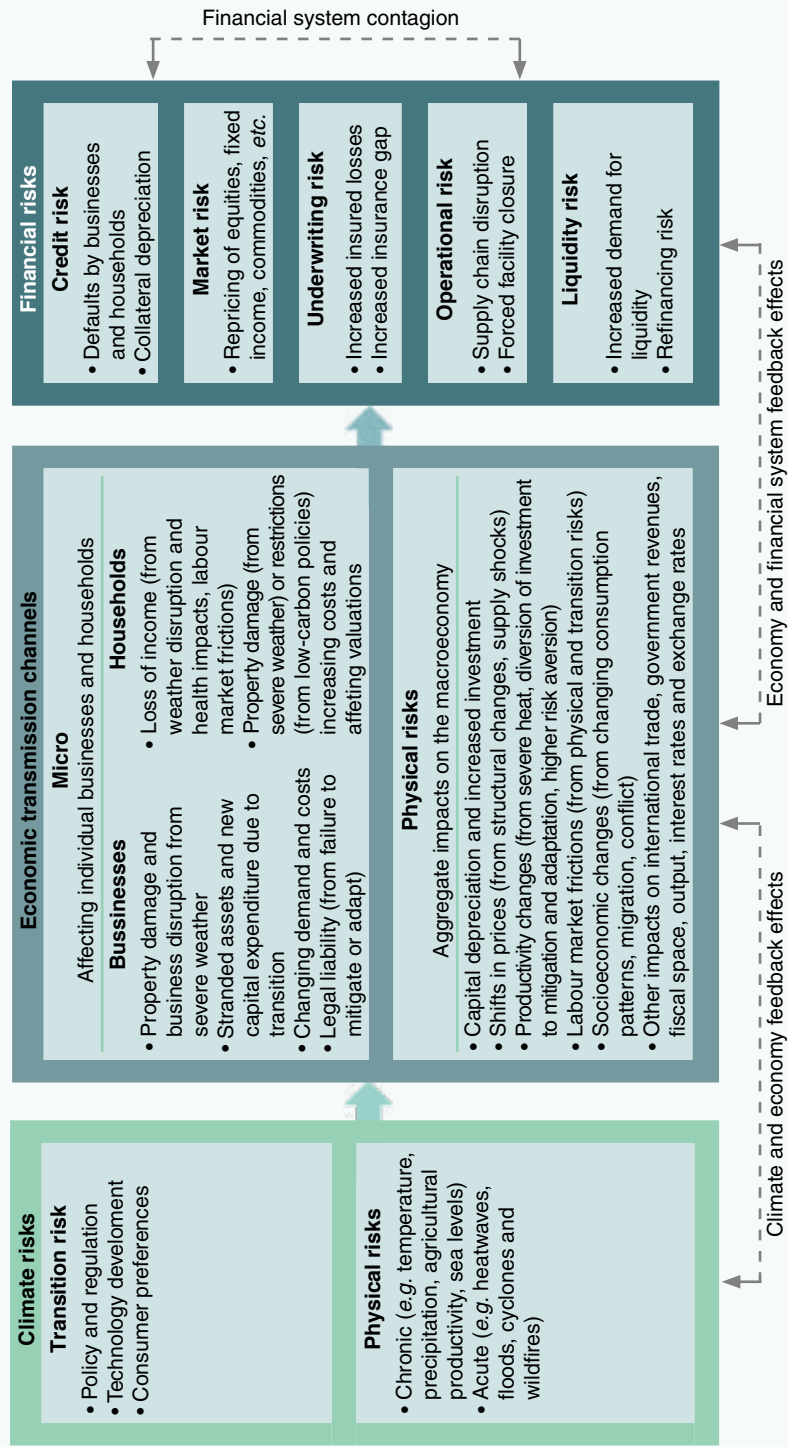 Climate risks
Transition risk
• Policy and regulation
• Technology develoment
• Consumer preferences
Physical risks
• Chronic (e.g. temperature,
precipitation, agricultural
productivity, sea levels)
• Acute (e.g. heatwaves,
floods, cyclones and
wildfires)
Economic transmission channels
Micro
Affecting individual businesses and households
Bussinesses
• Property damage and
business disruption from
severe weather
• Stranded assets and new
capital expenditure due to
transition
• Changing demand and costs
• Legal liability (from failure to
mitigate or adapt)
Households
• Loss of income (from
weather disruption and
health impacts, labour
market frictions)
• Property damage (from
severe weather) or restrictions
(from low-carbon policies)
increasing costs and
affeting valuations
Physical risks
Aggregate impacts on the macroeconomy
• Capital depreciation and increased investment
• Shifts in prices (from structural changes, supply shocks)
• Productivity changes (from severe heat, diversion of investment
to mitigation and adaptation, higher risk aversion)
• Labour market frictions (from physical and transition risks)
• Socioeconomic changes (from changing consumption
patterns, migration, conflict)
• Other impacts on international trade, government revenues,
fiscal space, output, interest rates and exchange rates
Financial risks
Credit risk
• Defaults by businesses
and households
• Collateral depreciation
Market risk
• Repricing of equities, fixed
income, commodities, etc.
Underwriting risk
• Increased insured losses
• Increased insurance gap
Operational risk
• Supply chain disruption
• Forced facility closure
Liquidity risk
• Increased demand for
liquidity
• Refinancing risk
Financial system contagion
Climate and economy feedback effects
Economy and financial system feedback effects